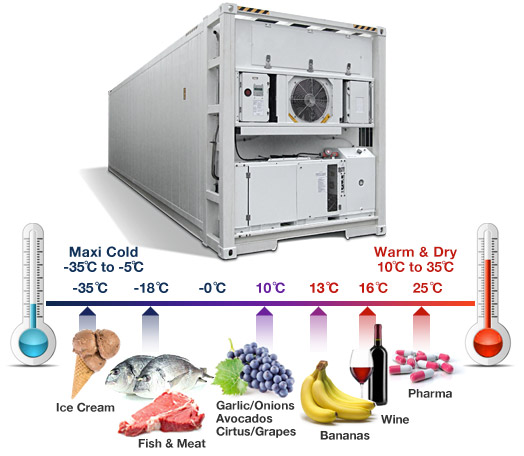 Maxi Cold
-35℃ to -5℃
Warm & Dry
10℃ to 35℃
-35℃ -18℃ -0℃ 10℃ 13℃ 16℃ 25℃
Ice Cream
Fish & Meat
Garlic/Onions
Avocados
Cirtus/Grapes
Bananas
Wine
Pharma